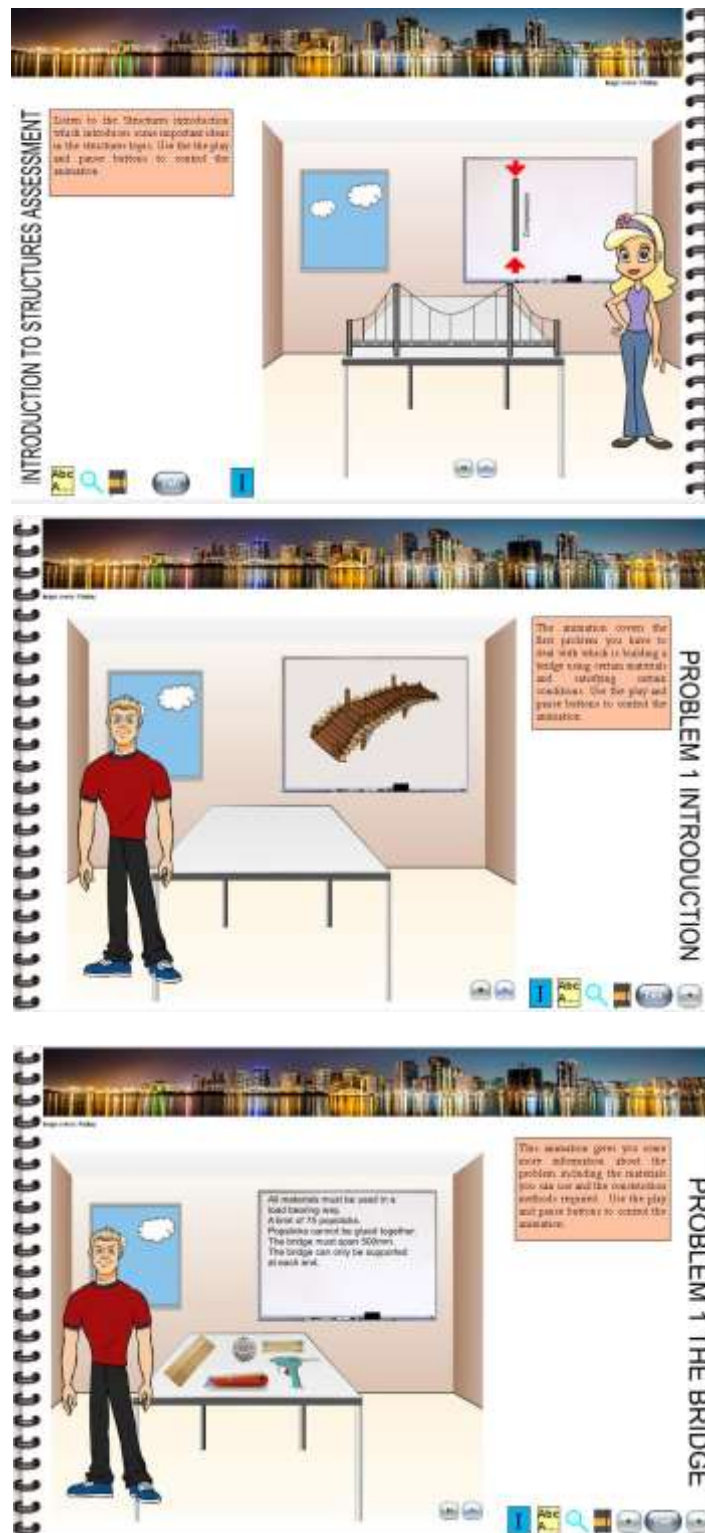 INTRODUCTION TO STRUCTURES ASSESSMENT
Listen to the Structures introduction
which introduces some important ideas
in the structures topic. Use the the play
and pause buttons to control the
animation
Compression
Abc
A...
I
PROBLEM 1 INTRODUCTION
The animation covers the
first problem you have to
deal with which is building a
bridge using certain materials
and satisfying certain
conditions. Use the play and
pause buttons to control the
animation.
I
Abc
A...
PROBLEM 1 THE BRIDGE
This animation gives you some
more information about the
problem including the materials
you can use and the construction
methods required. Use the play
and pause buttons to control the
animation.
All materials must be used in a
load bearing way.
A limit of 75 popsticks.
Popsticks cannot be glued together.
The bridge must span 500mm.
The bridge can only be supported
at each end.
I
Abc
A...